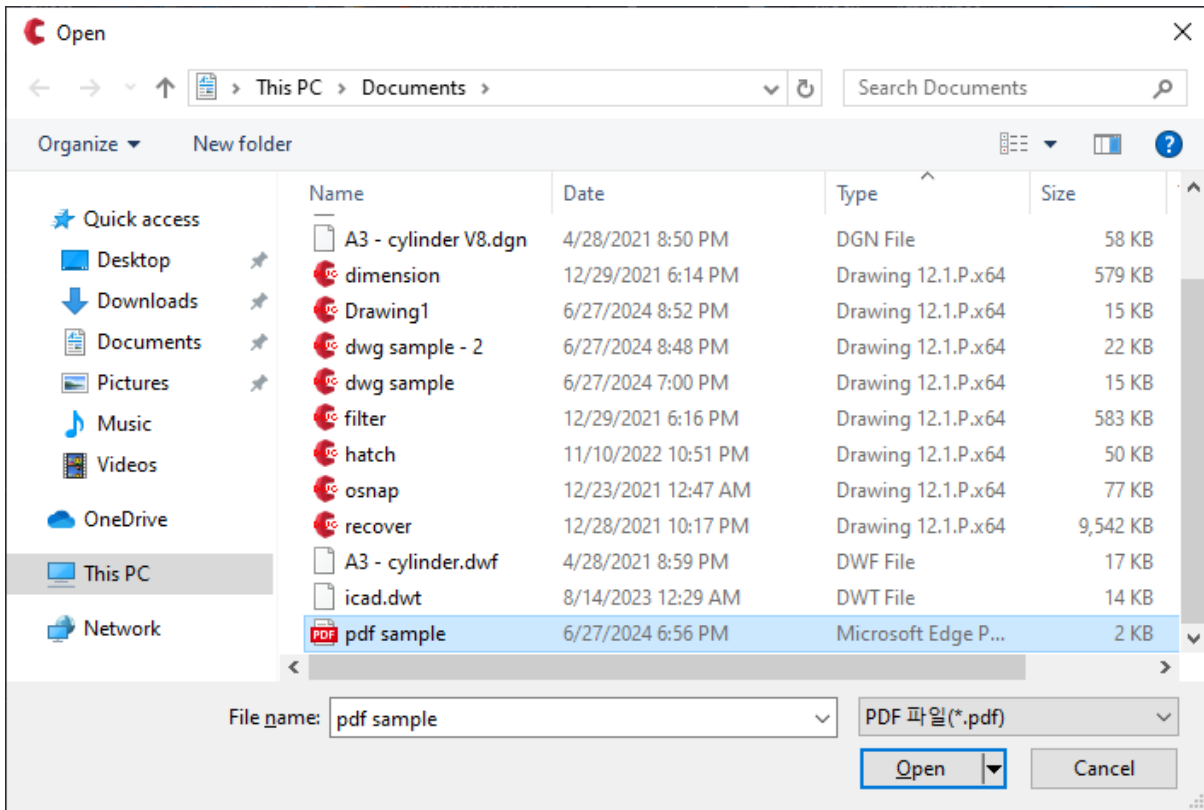 Open
This PC > Documents >
Search Documents
Organize
New folder
Name Date Type Size
Quick access
Desktop
Downloads
Documents
Pictures
Music
Videos
OneDrive
This PC
Network
A3 - cylinder V8.dgn 4/28/2021 8:50 PM DGN File 58 KB
dimension 12/29/2021 6:14 PM Drawing 12.1.P.x64 579 KB
Drawing1 6/27/2024 8:52 PM Drawing 12.1.P.x64 15 KB
dwg sample - 2 6/27/2024 8:48 PM Drawing 12.1.P.x64 22 KB
dwg sample 6/27/2024 7:00 PM Drawing 12.1.P.x64 15 KB
filter 12/29/2021 6:16 PM Drawing 12.1.P.x64 583 KB
hatch 11/10/2022 10:51 PM Drawing 12.1.P.x64 50 KB
osnap 12/23/2021 12:47 AM Drawing 12.1.P.x64 77 KB
recover 12/28/2021 10:17 PM Drawing 12.1.P.x64 9,542 KB
A3 - cylinder.dwf 4/28/2021 8:59 PM DWF File 17 KB
icad.dwt 8/14/2023 12:29 AM DWT File 14 KB
PDF pdf sample 6/27/2024 6:56 PM Microsoft Edge P... 2 KB
File name: pdf sample
PDF 파일(*.pdf)
Open
Cancel